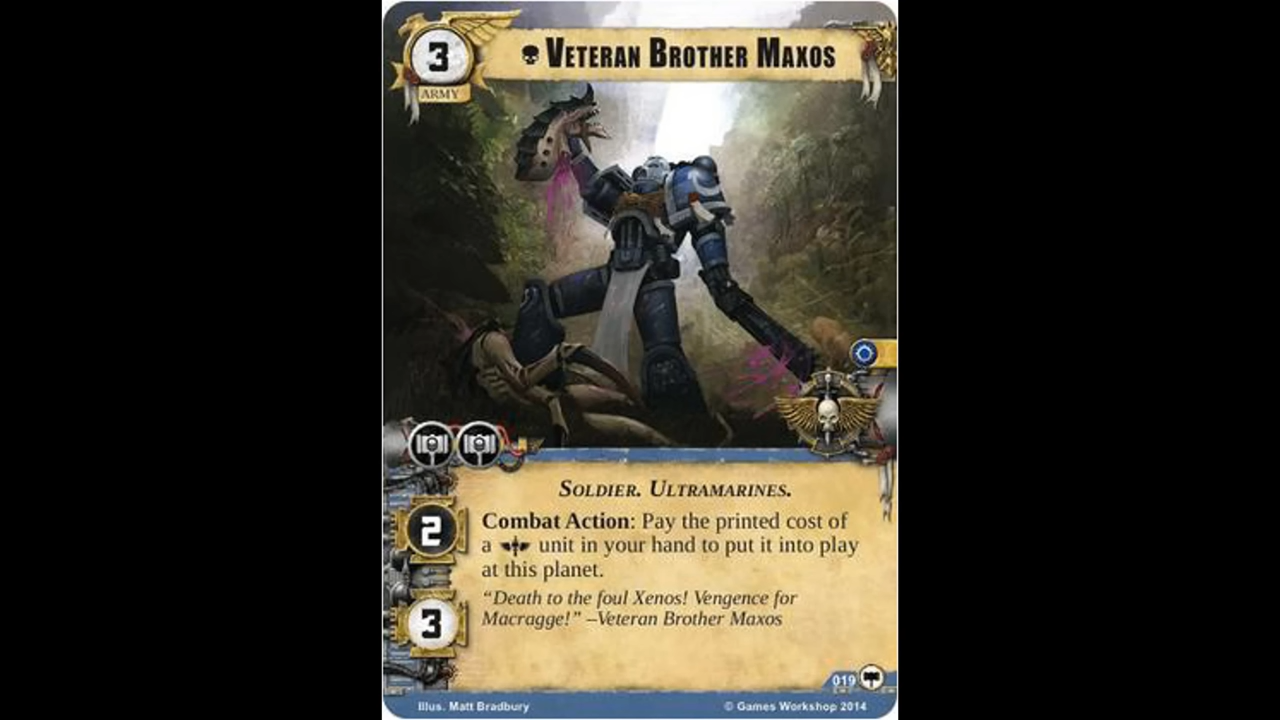 3
ARMY
VETERAN BROTHER MAXOS
SOLDIER. ULTRAMARINES.
2
Combat Action: Pay the printed cost of
a unit in your hand to put it into play
at this planet.
3
“Death to the foul Xenos! Vengence for
Macragge!” –Veteran Brother Maxos
019
Illus. Matt Bradbury
© Games Workshop 2014